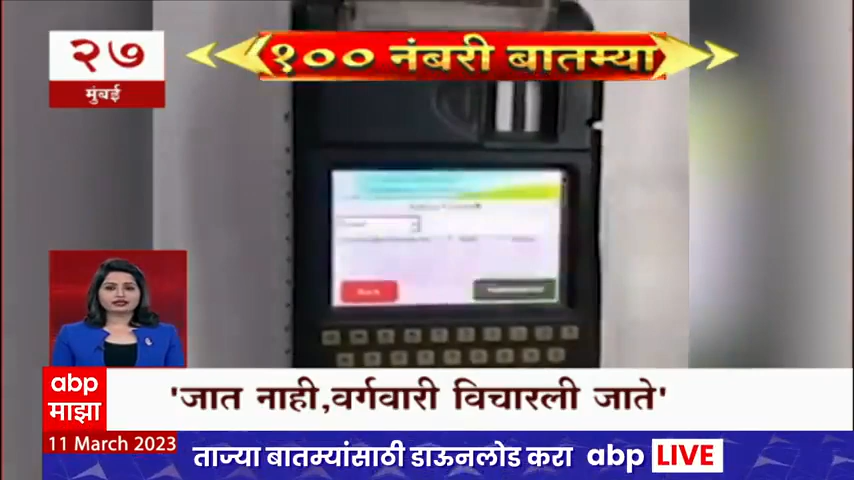 २७
मुंबई
१०० नंबरी बातम्या
Back
'जात नाही,वर्गवारी विचारली जाते'
abp
माझा
11 March 2023
ताज्या बातम्यांसाठी डाऊनलोड करा abp LIVE